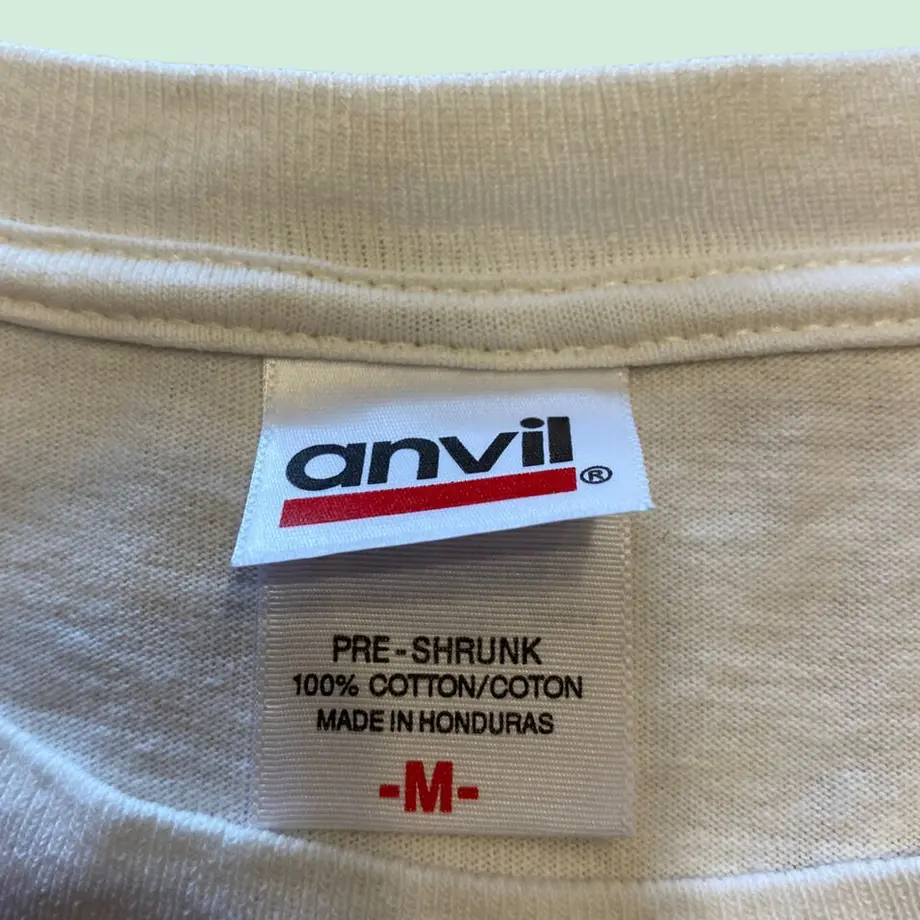 anvil®
PRE-SHRUNK
100% COTTON/COTON
MADE IN HONDURAS
-M-